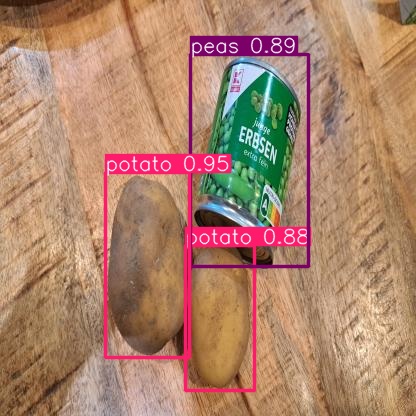 peas 0.89
junge
ERBSEN
extra fein
potato 0.95
potato 0.88